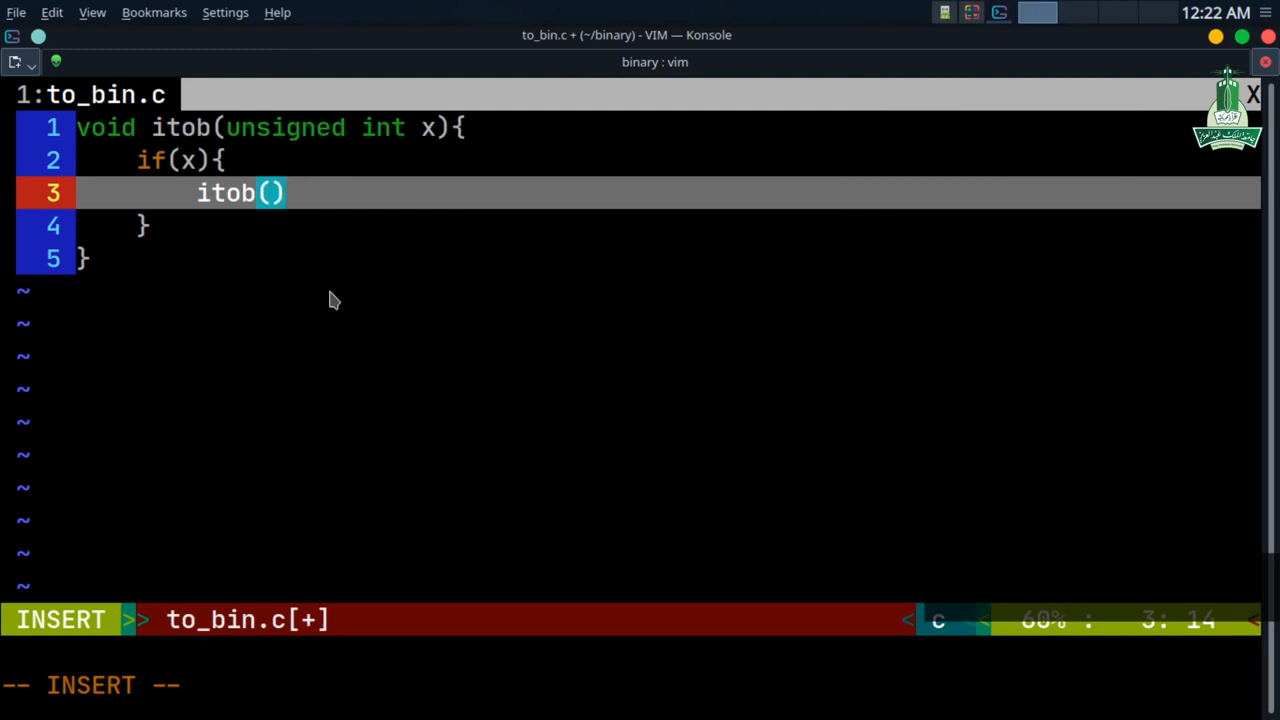 File Edit View Bookmarks Settings Help 12:22 AM
to_bin.c + (~/binary) - VIM — Konsole
binary : vim
1:to_bin.c X
1 void itob(unsigned int x){
2 if(x){
3 itob()
4 }
5 }
~
~
~
~
~
~
~
~
~
~
INSERT >> to_bin.c[+] < c < 60% : 3: 14 <
-- INSERT --